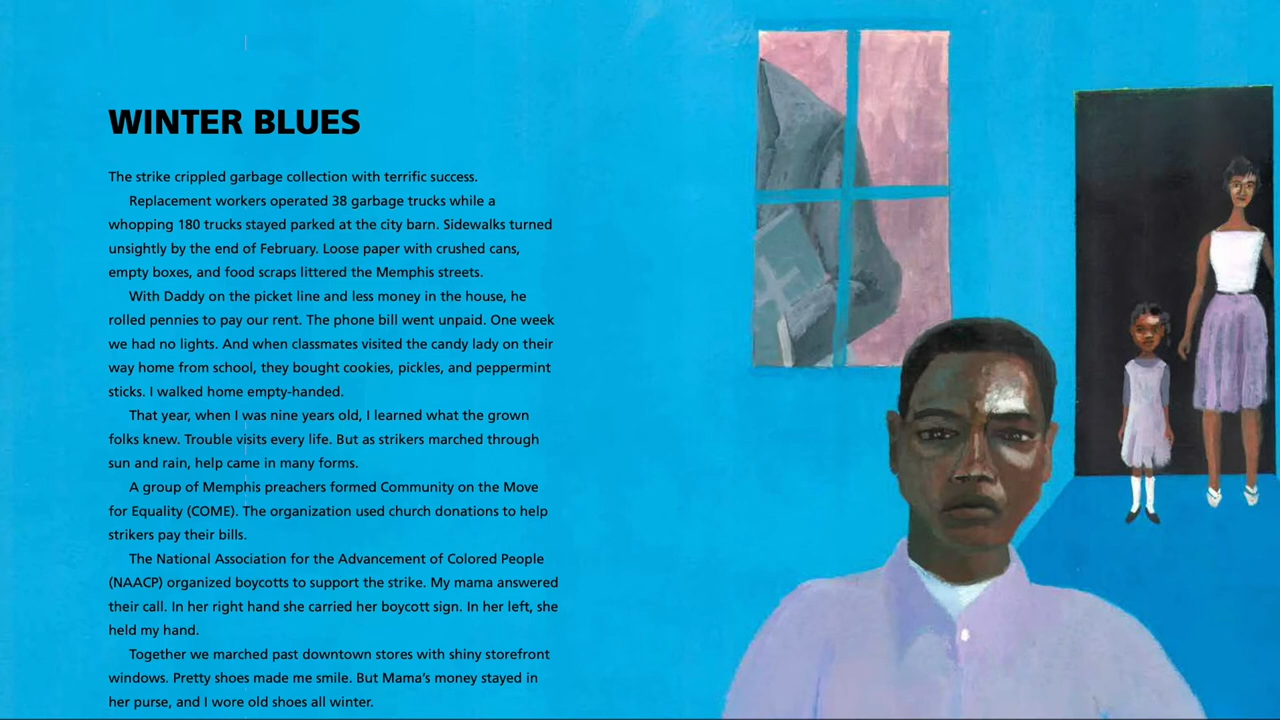 WINTER BLUES
The strike crippled garbage collection with terrific success.
Replacement workers operated 38 garbage trucks while a
whopping 180 trucks stayed parked at the city barn. Sidewalks turned
unsightly by the end of February. Loose paper with crushed cans,
empty boxes, and food scraps littered the Memphis streets.
With Daddy on the picket line and less money in the house, he
rolled pennies to pay our rent. The phone bill went unpaid. One week
we had no lights. And when classmates visited the candy lady on their
way home from school, they bought cookies, pickles, and peppermint
sticks. I walked home empty-handed.
That year, when I was nine years old, I learned what the grown
folks knew. Trouble visits every life. But as strikers marched through
sun and rain, help came in many forms.
A group of Memphis preachers formed Community on the Move
for Equality (COME). The organization used church donations to help
strikers pay their bills.
The National Association for the Advancement of Colored People
(NAACP) organized boycotts to support the strike. My mama answered
their call. In her right hand she carried her boycott sign. In her left, she
held my hand.
Together we marched past downtown stores with shiny storefront
windows. Pretty shoes made me smile. But Mama's money stayed in
her purse, and I wore old shoes all winter.